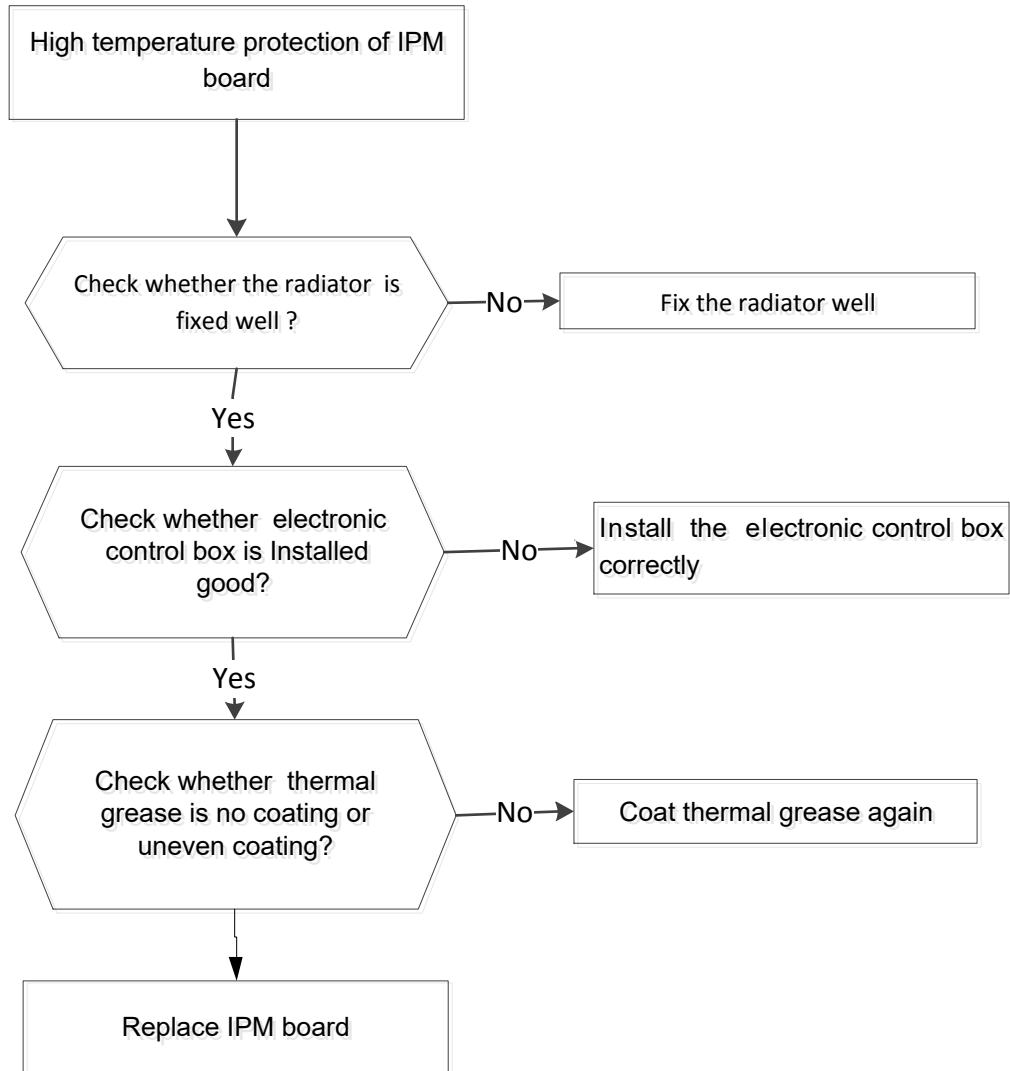 High temperature protection of IPM
board
Check whether the radiator is
fixed well ?
No
Fix the radiator well
Yes
Check whether electronic
control box is Installed
good?
No
Install the electronic control box
correctly
Yes
Check whether thermal
grease is no coating or
uneven coating?
No
Coat thermal grease again
Replace IPM board